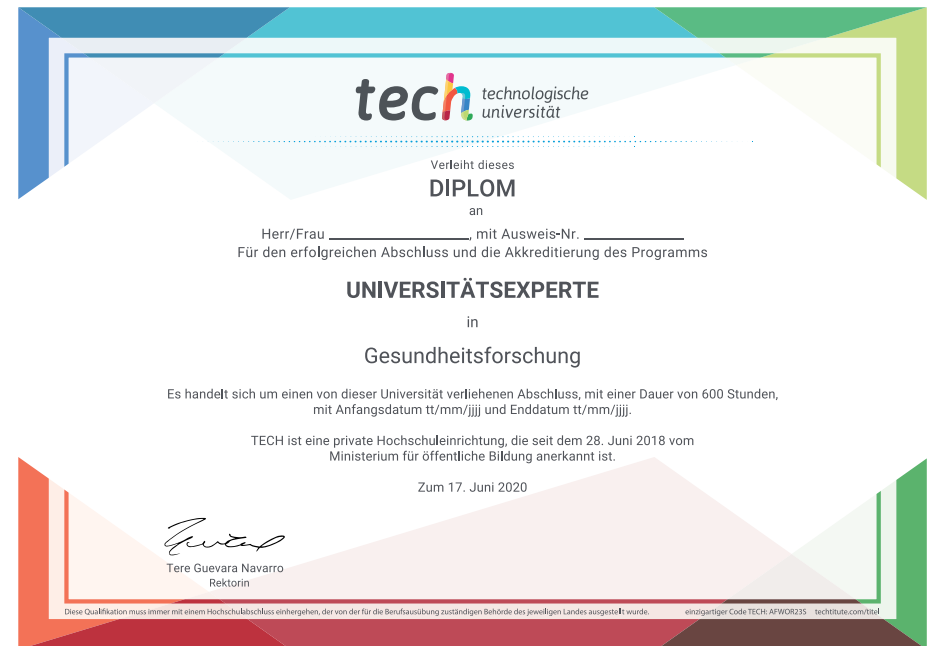 tech technologische
universität
Verleiht dieses
DIPLOM
an
Herr/Frau ____________________, mit Ausweis-Nr. ______________
Für den erfolgreichen Abschluss und die Akkreditierung des Programms
UNIVERSITÄTSEXPERTE
in
Gesundheitsforschung
Es handelt sich um einen von dieser Universität verliehenen Abschluss, mit einer Dauer von 600 Stunden,
mit Anfangsdatum tt/mm/jjjj und Enddatum tt/mm/jjjj.
TECH ist eine private Hochschuleinrichtung, die seit dem 28. Juni 2018 vom
Ministerium für öffentliche Bildung anerkannt ist.
Zum 17. Juni 2020
Tere Guevara Navarro
Rektorin
Diese Qualifikation muss immer mit einem Hochschulabschluss einhergehen, der von der für die Berufsausübung zuständigen Behörde des jeweiligen Landes ausgestellt wurde. einzigartiger Code TECH: AFWOR235 techtitute.com/titel